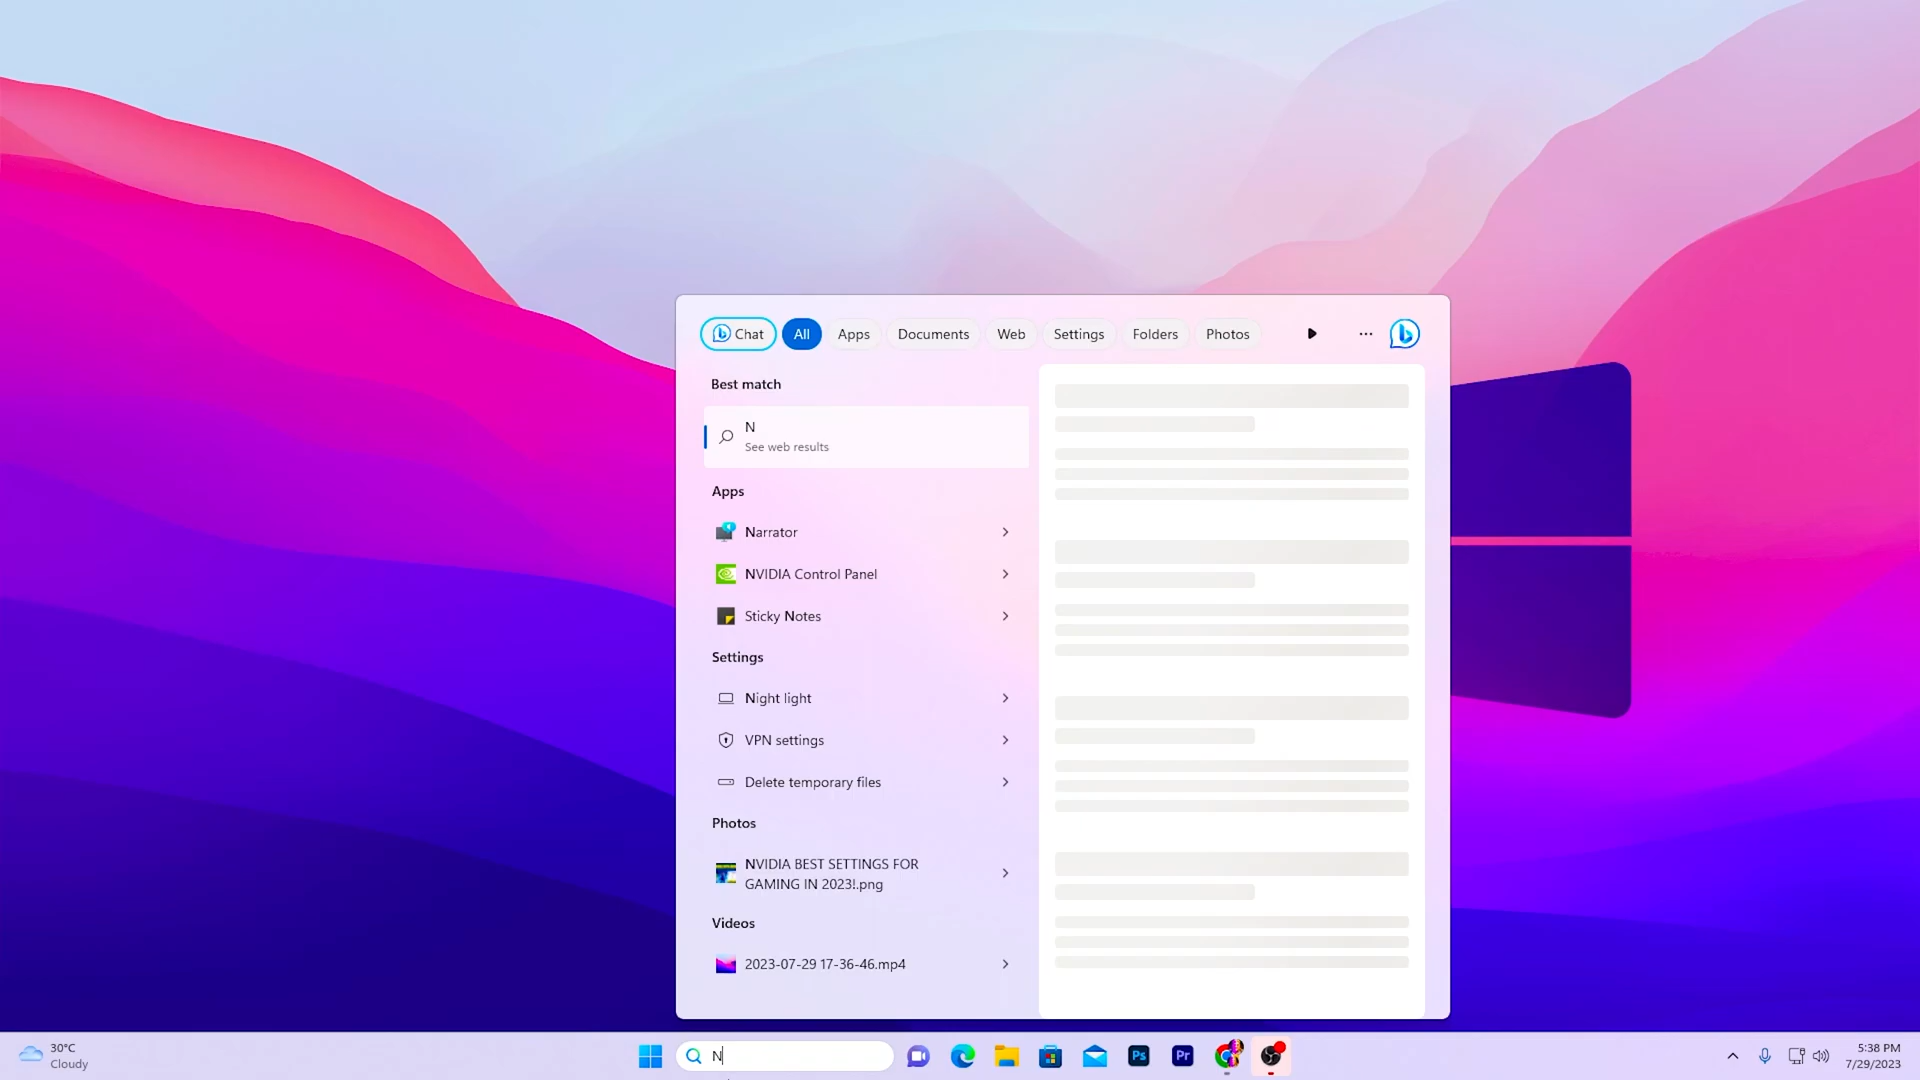 Chat
All
Apps
Documents
Web
Settings
Folders
Photos
Best match
N
See web results
Apps
Narrator
NVIDIA Control Panel
Sticky Notes
Settings
Night light
VPN settings
Delete temporary files
Photos
NVIDIA BEST SETTINGS FOR
GAMING IN 2023!.png
Videos
2023-07-29 17-36-46.mp4
30°C
Cloudy
N
Ps
Pr
5:38 PM
7/29/2023